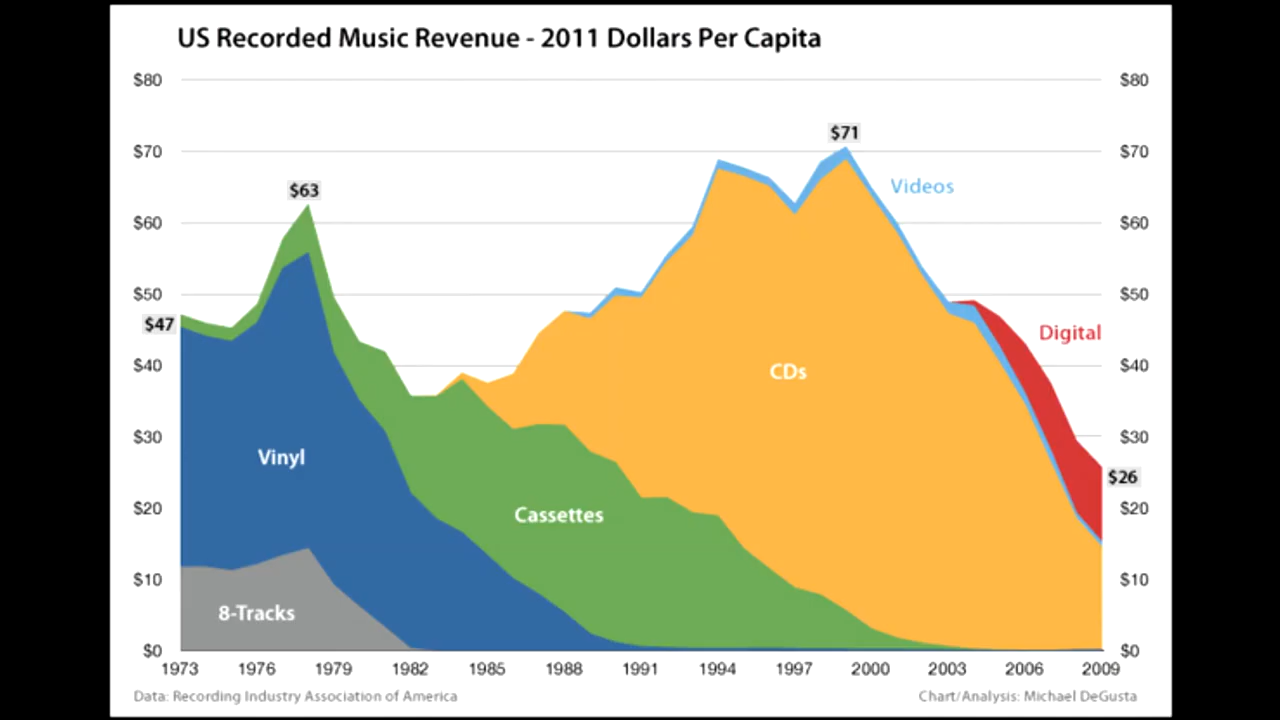 US Recorded Music Revenue - 2011 Dollars Per Capita
$80 $80
$71
$70 $70
Videos
$63
$60 $60
$50 $50
$47
Digital
$40 $40
CDs
$30 $30
Vinyl
$26
$20 $20
Cassettes
$10 $10
8-Tracks
$0 $0
1973 1976 1979 1982 1985 1988 1991 1994 1997 2000 2003 2006 2009
Data: Recording Industry Association of America Chart/Analysis: Michael DeGusta